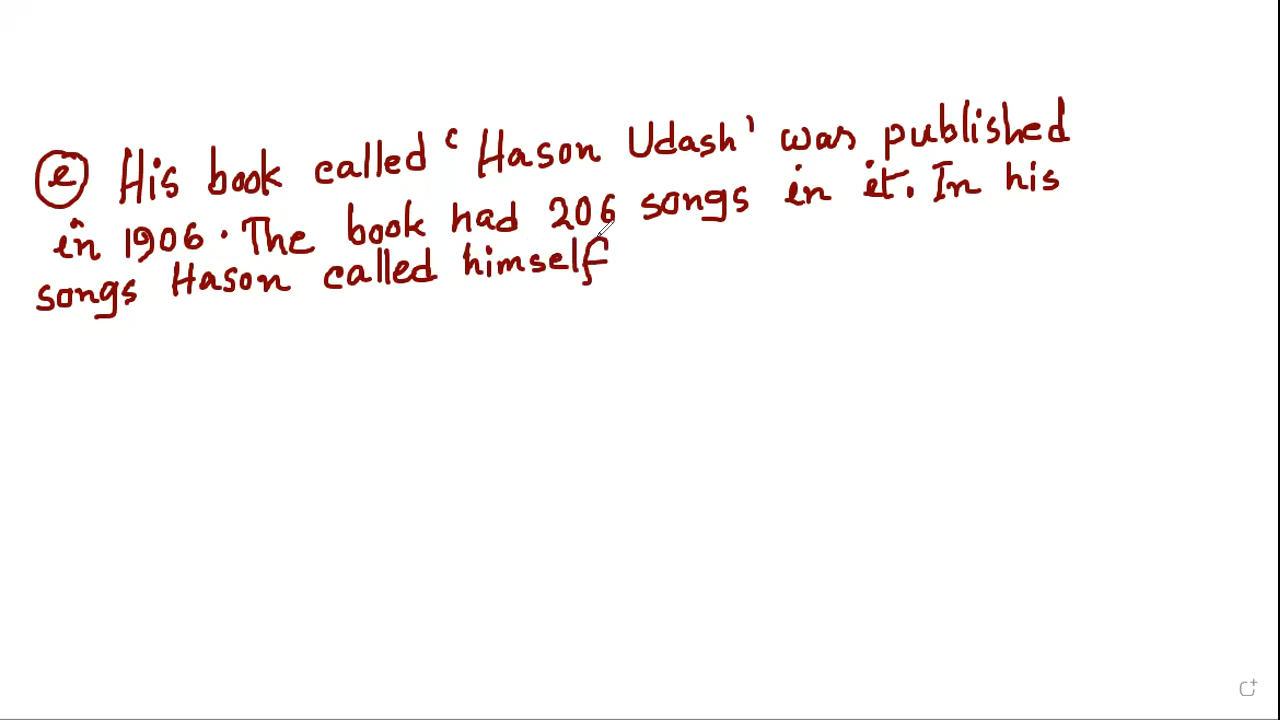 e His book called 'Hason Udash' was published
in 1906. The book had 206 songs in it. In his
songs Hason called himself